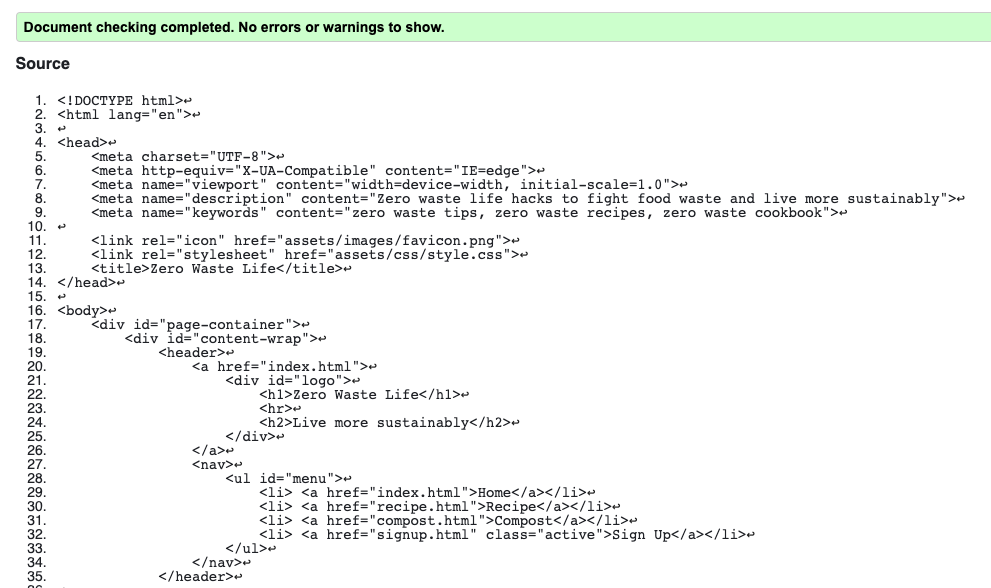 Document checking completed. No errors or warnings to show.
Source
1. <!DOCTYPE html>↩
2. <html lang="en">↩
3. ↩
4. <head>↩
5.     <meta charset="UTF-8">↩
6.     <meta http-equiv="X-UA-Compatible" content="IE=edge">↩
7.     <meta name="viewport" content="width=device-width, initial-scale=1.0">↩
8.     <meta name="description" content="Zero waste life hacks to fight food waste and live more sustainably">↩
9.     <meta name="keywords" content="zero waste tips, zero waste recipes, zero waste cookbook">↩
10. ↩
11.     <link rel="icon" href="assets/images/favicon.png">↩
12.     <link rel="stylesheet" href="assets/css/style.css">↩
13.     <title>Zero Waste Life</title>↩
14. </head>↩
15. ↩
16. <body>↩
17.     <div id="page-container">↩
18.         <div id="content-wrap">↩
19.             <header>↩
20.                 <a href="index.html">↩
21.                     <div id="logo">↩
22.                         <h1>Zero Waste Life</h1>↩
23.                         <hr>↩
24.                         <h2>Live more sustainably</h2>↩
25.                     </div>↩
26.                 </a>↩
27.                 <nav>↩
28.                     <ul id="menu">↩
29.                         <li> <a href="index.html">Home</a></li>↩
30.                         <li> <a href="recipe.html">Recipe</a></li>↩
31.                         <li> <a href="compost.html">Compost</a></li>↩
32.                         <li> <a href="signup.html" class="active">Sign Up</a></li>↩
33.                     </ul>↩
34.                 </nav>↩
35.             </header>↩